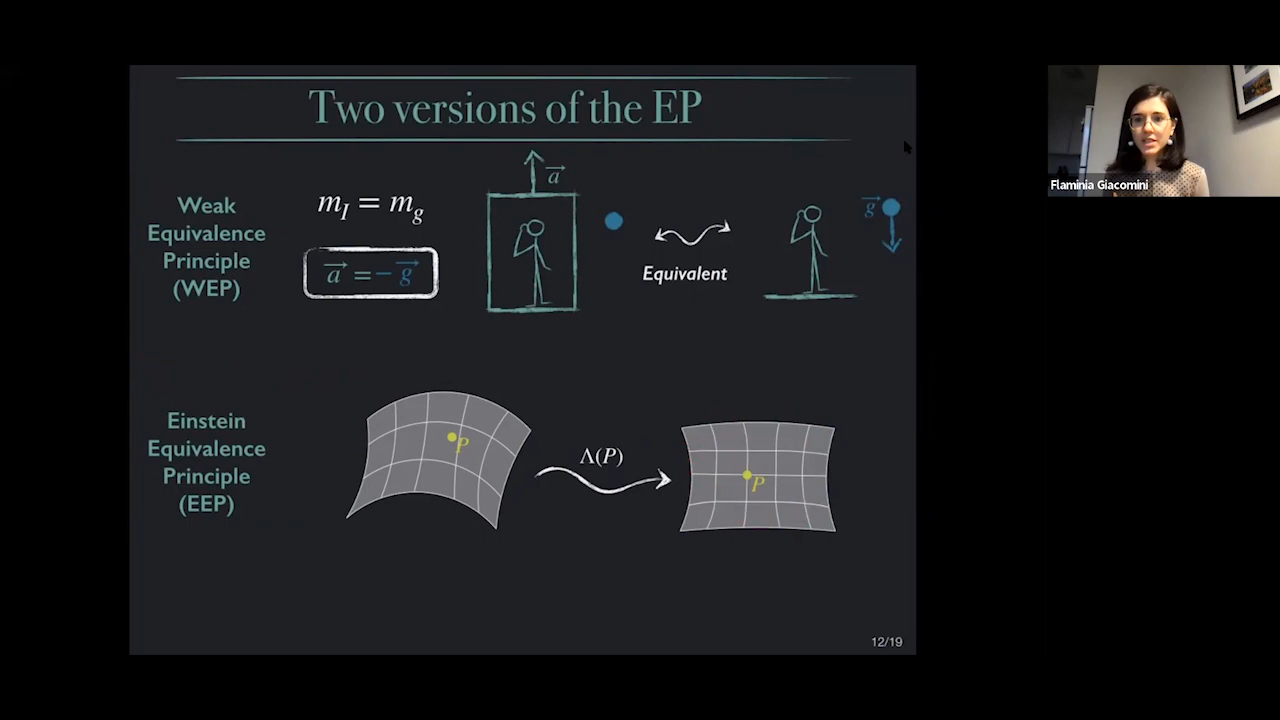 Two versions of the EP
Weak
Equivalence
Principle
(WEP)
m_I = m_g
a⃗ = − g⃗
a⃗
Equivalent
g⃗
Einstein
Equivalence
Principle
(EEP)
P
Λ(P)
P
12/19
Flaminia Giacomini